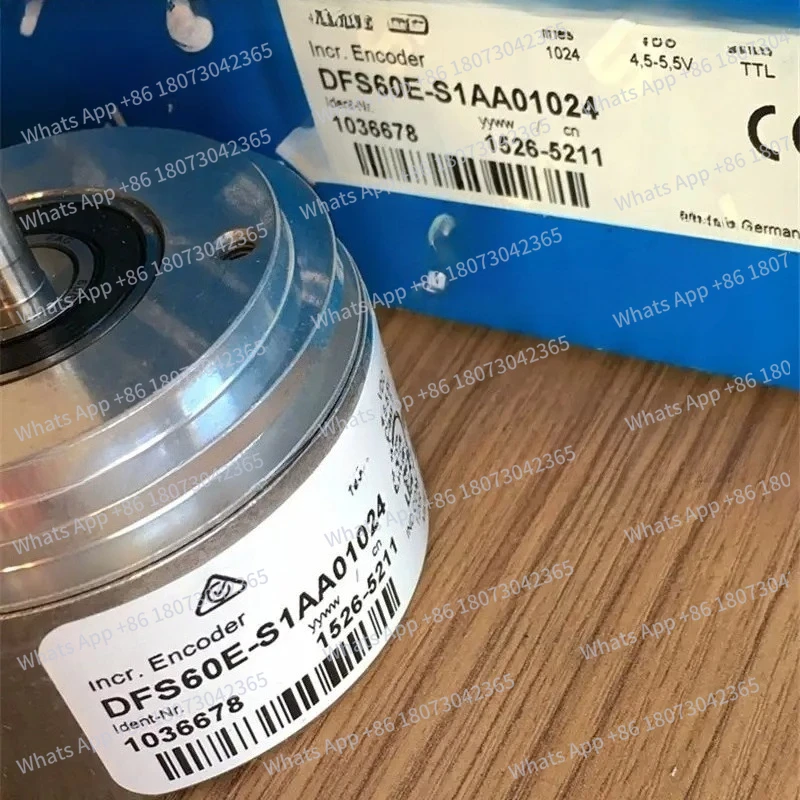 lines
1024
4,5-5,5V
TTL
Incr. Encoder
DFS60E-S1AA01024
Ident-Nr.
yyww cn
1036678
1526-5211
CE
German
Incr. Encoder
DFS60E-S1AA01024
Ident-Nr.
yyww cn
1036678
1526-5211
Whats App +86 18073042365